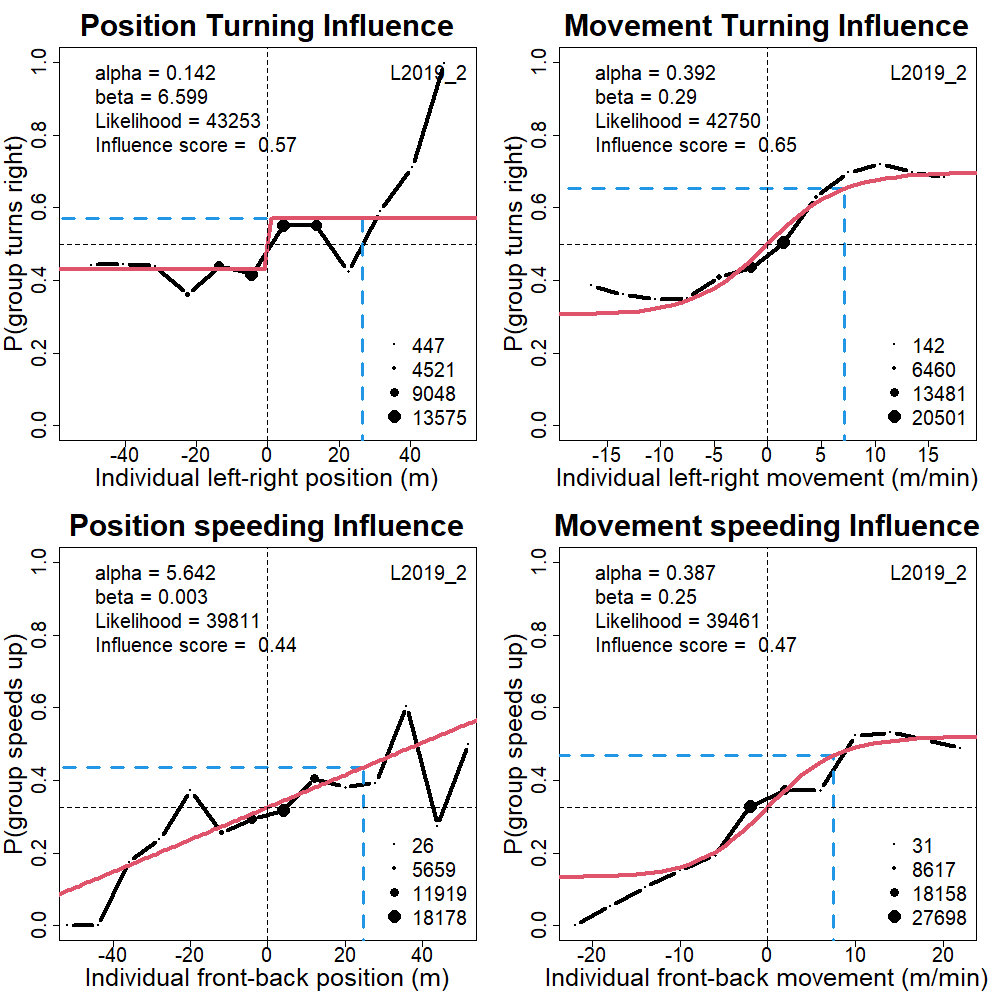 Position Turning Influence
alpha = 0.142
L2019_2
beta = 6.599
Likelihood = 43253
Influence score = 0.57
P(group turns right)
0.0
0.2
0.4
0.6
0.8
1.0
447
4521
9048
13575
-40
-20
0
20
40
Individual left-right position (m)
Movement Turning Influence
alpha = 0.392
L2019_2
beta = 0.29
Likelihood = 42750
Influence score = 0.65
P(group turns right)
0.0
0.2
0.4
0.6
0.8
1.0
142
6460
13481
20501
-15
-10
-5
0
5
10
15
Individual left-right movement (m/min)
Position speeding Influence
alpha = 5.642
L2019_2
beta = 0.003
Likelihood = 39811
Influence score = 0.44
P(group speeds up)
0.0
0.2
0.4
0.6
0.8
1.0
26
5659
11919
18178
-40
-20
0
20
40
Individual front-back position (m)
Movement speeding Influence
alpha = 0.387
L2019_2
beta = 0.25
Likelihood = 39461
Influence score = 0.47
P(group speeds up)
0.0
0.2
0.4
0.6
0.8
1.0
31
8617
18158
27698
-20
-10
0
10
20
Individual front-back movement (m/min)